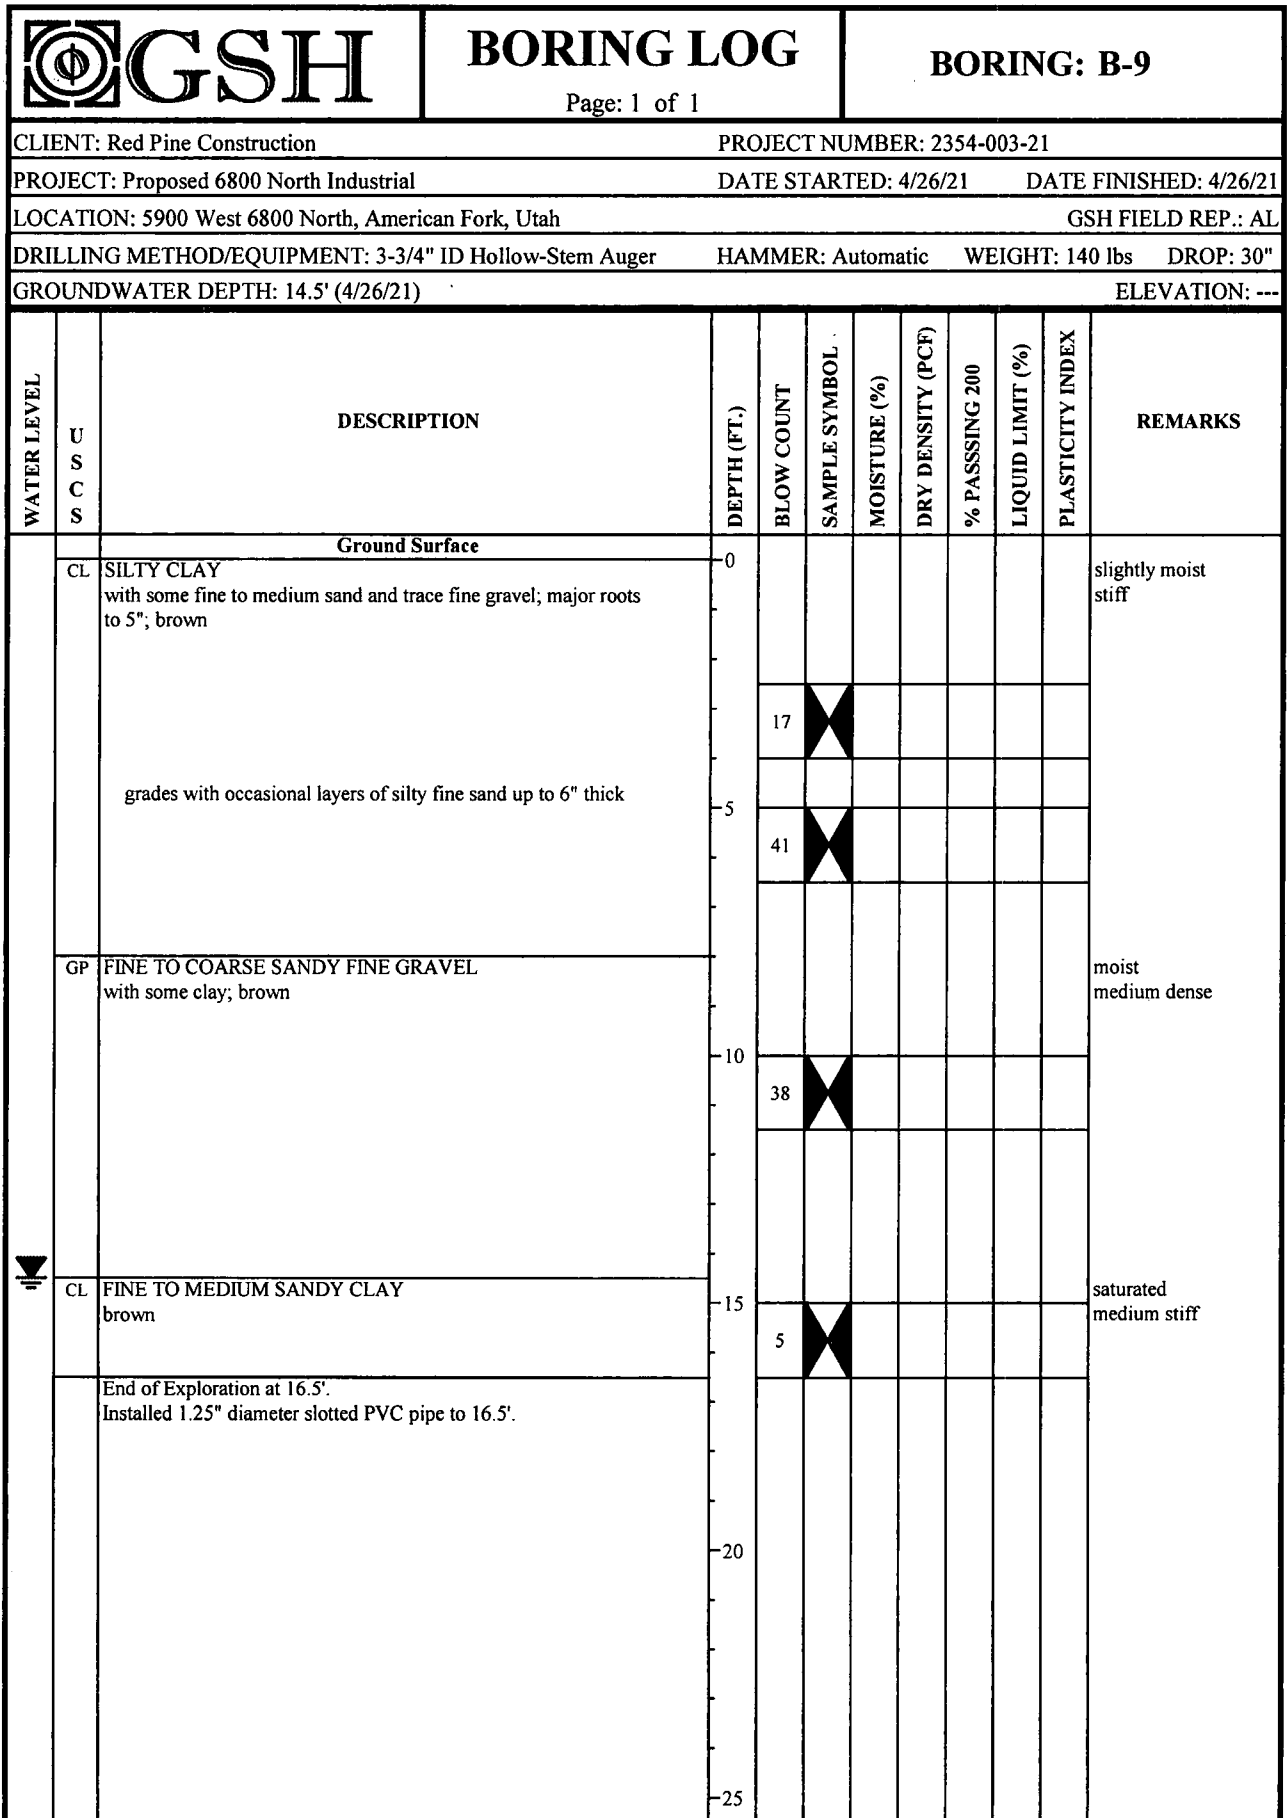 GSH
BORING LOG
Page: 1 of 1
BORING: B-9
CLIENT: Red Pine Construction
PROJECT NUMBER: 2354-003-21
PROJECT: Proposed 6800 North Industrial
DATE STARTED: 4/26/21
DATE FINISHED: 4/26/21
LOCATION: 5900 West 6800 North, American Fork, Utah
GSH FIELD REP.: AL
DRILLING METHOD/EQUIPMENT: 3-3/4" ID Hollow-Stem Auger
HAMMER: Automatic
WEIGHT: 140 lbs
DROP: 30"
GROUNDWATER DEPTH: 14.5' (4/26/21)
ELEVATION: ---
WATER LEVEL
U
S
C
S
DESCRIPTION
DEPTH (FT.)
BLOW COUNT
SAMPLE SYMBOL
MOISTURE (%)
DRY DENSITY (PCF)
% PASSSING 200
LIQUID LIMIT (%)
PLASTICITY INDEX
REMARKS
Ground Surface
0
CL
SILTY CLAY
with some fine to medium sand and trace fine gravel; major roots
to 5"; brown
slightly moist
stiff
17
grades with occasional layers of silty fine sand up to 6" thick
5
41
GP
FINE TO COARSE SANDY FINE GRAVEL
with some clay; brown
moist
medium dense
10
38
CL
FINE TO MEDIUM SANDY CLAY
brown
saturated
medium stiff
15
5
End of Exploration at 16.5'.
Installed 1.25" diameter slotted PVC pipe to 16.5'.
20
25